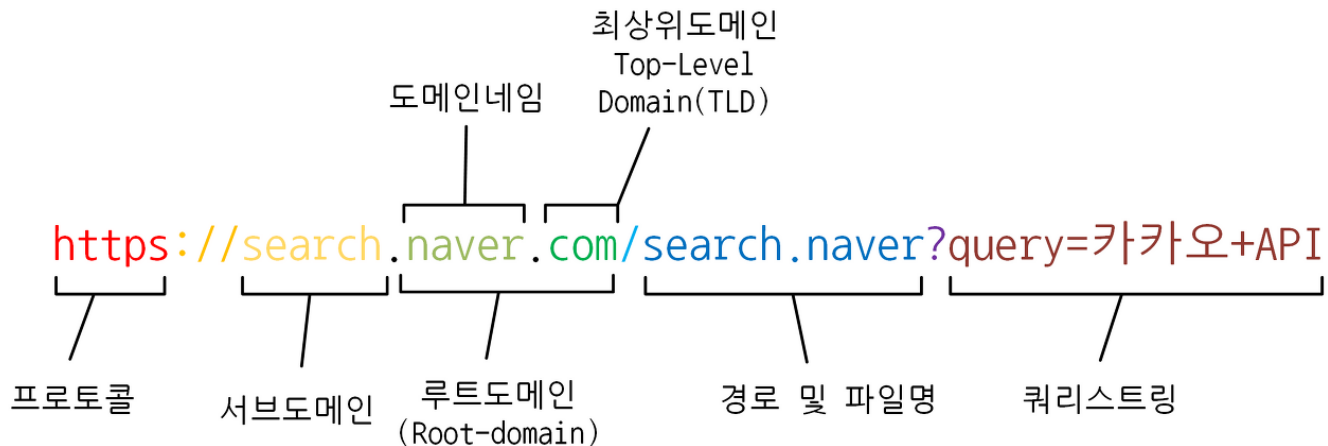 최상위도메인
Top-Level
Domain(TLD)
도메인네임
https://search.naver.com/search.naver?query=카카오+API
프로토콜
서브도메인
루트도메인
(Root-domain)
경로 및 파일명
쿼리스트링